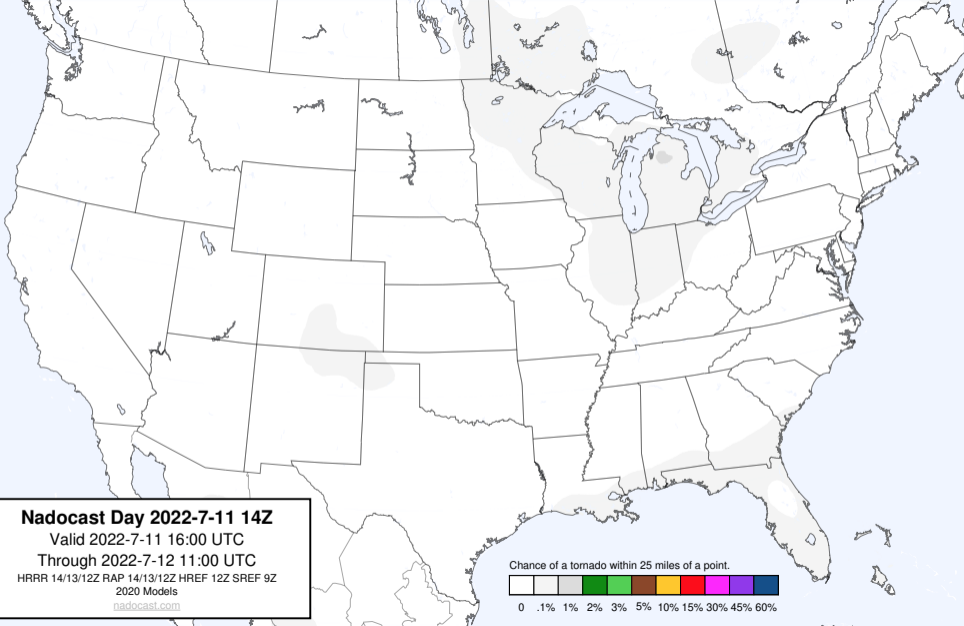 Nadocast Day 2022-7-11 14Z
Valid 2022-7-11 16:00 UTC
Through 2022-7-12 11:00 UTC
HRRR 14/13/12Z RAP 14/13/12Z HREF 12Z SREF 9Z
2020 Models
nadocast.com
Chance of a tornado within 25 miles of a point.
0 .1% 1% 2% 3% 5% 10% 15% 30% 45% 60%